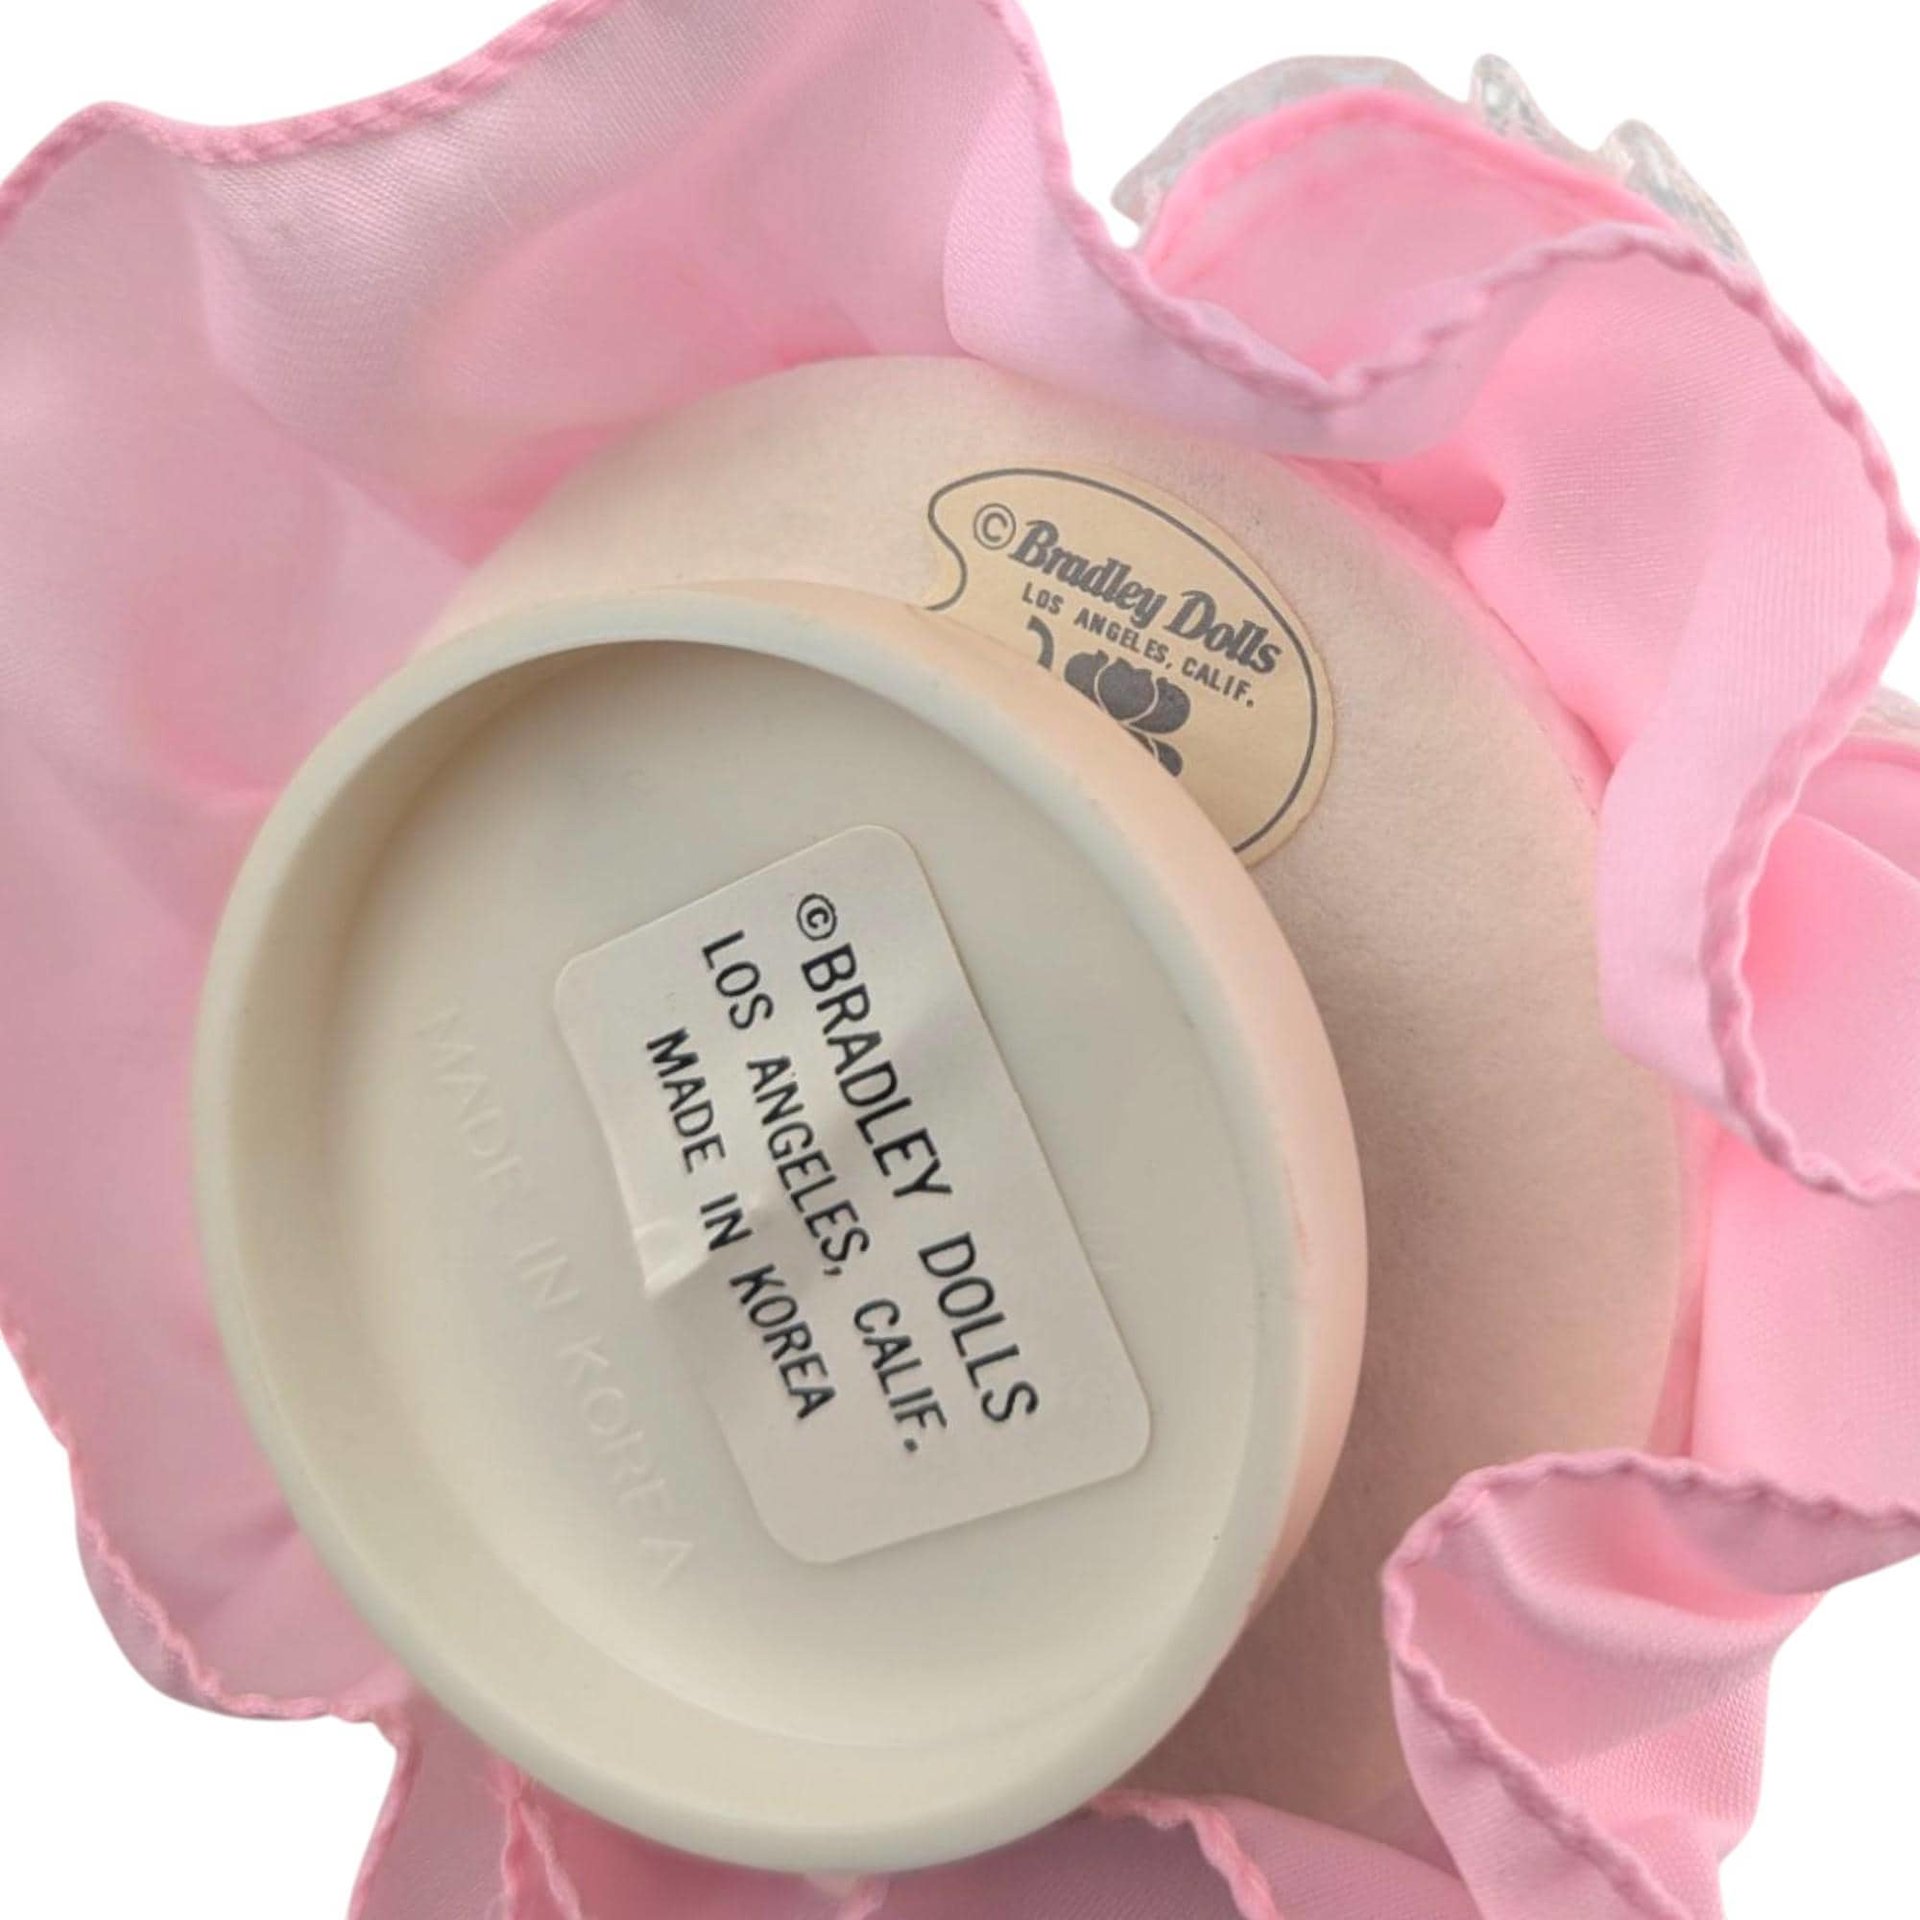 © Bradley Dolls
LOS ANGELES, CALIF.
©BRADLEY DOLLS
LOS ANGELES, CALIF.
MADE IN KOREA
MADE IN KOREA